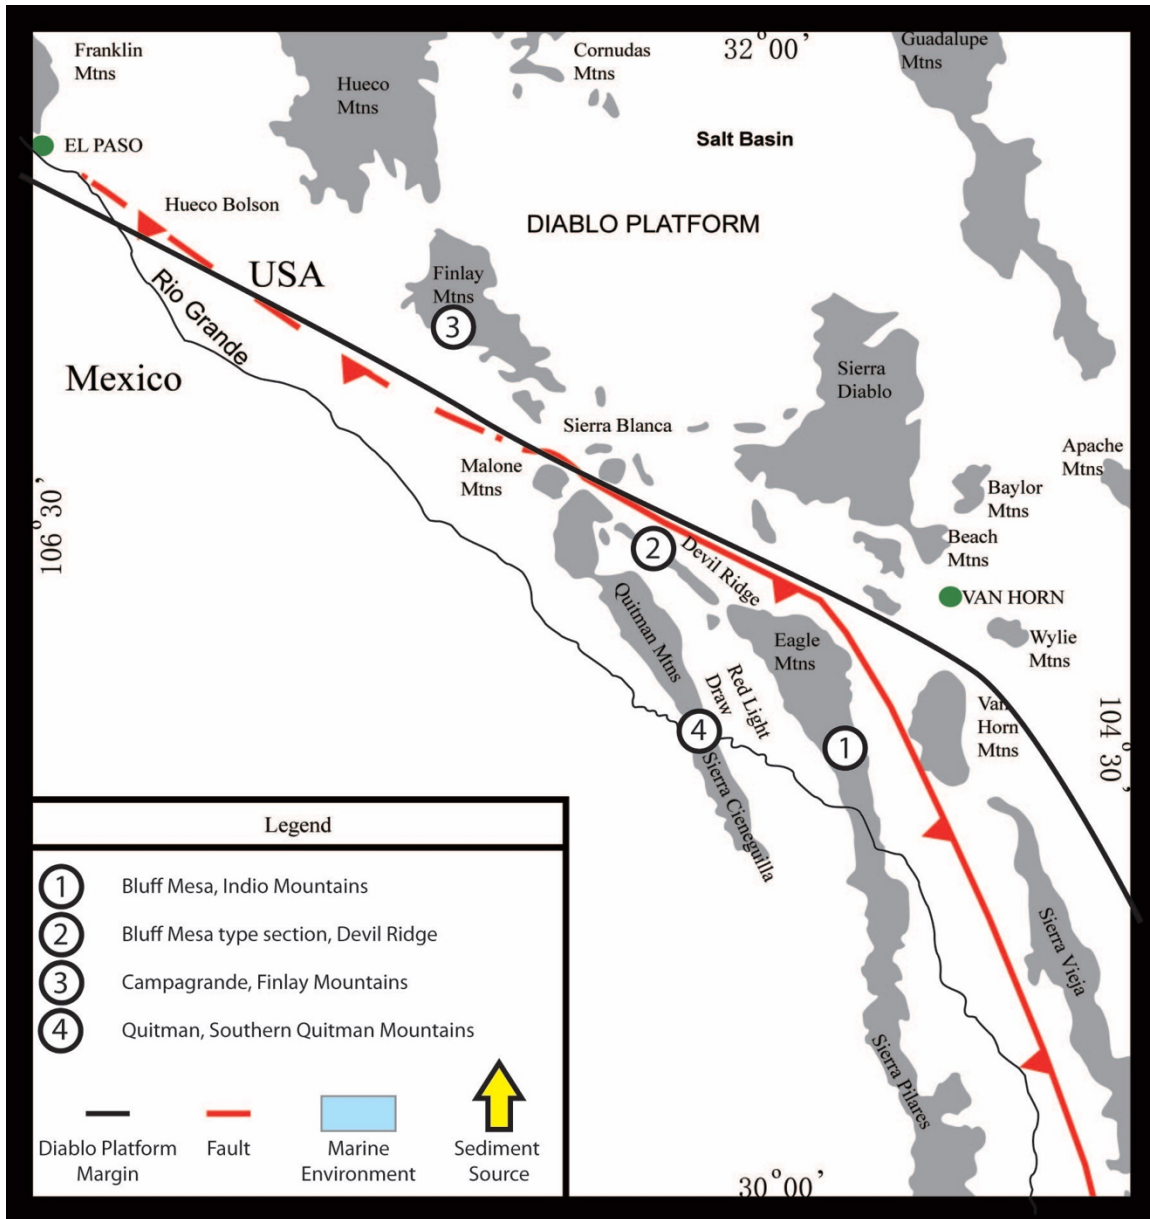 Franklin
Mtns
Cornudas
Mtns
32°00'
Guadalupe
Mtns
Hueco
Mtns
EL PASO
Salt Basin
Hueco Bolson
DIABLO PLATFORM
USA
Finlay
Mtns
3
Rio Grande
Mexico
Sierra
Diablo
Sierra Blanca
Malone
Mtns
Apache
Mtns
Baylor
Mtns
106°30'
Beach
Mtns
2
Devil Ridge
VAN HORN
Quitman Mtns
Eagle
Mtns
Wylie
Mtns
Red Light
Draw
Van
Horn
Mtns
104°30'
4
1
Sierra Cieneguilla
Sierra Vieja
Sierra Pilares
30°00'
Legend
1 Bluff Mesa, Indio Mountains
2 Bluff Mesa type section, Devil Ridge
3 Campagrande, Finlay Mountains
4 Quitman, Southern Quitman Mountains
Diablo Platform
Margin
Fault
Marine
Environment
Sediment
Source